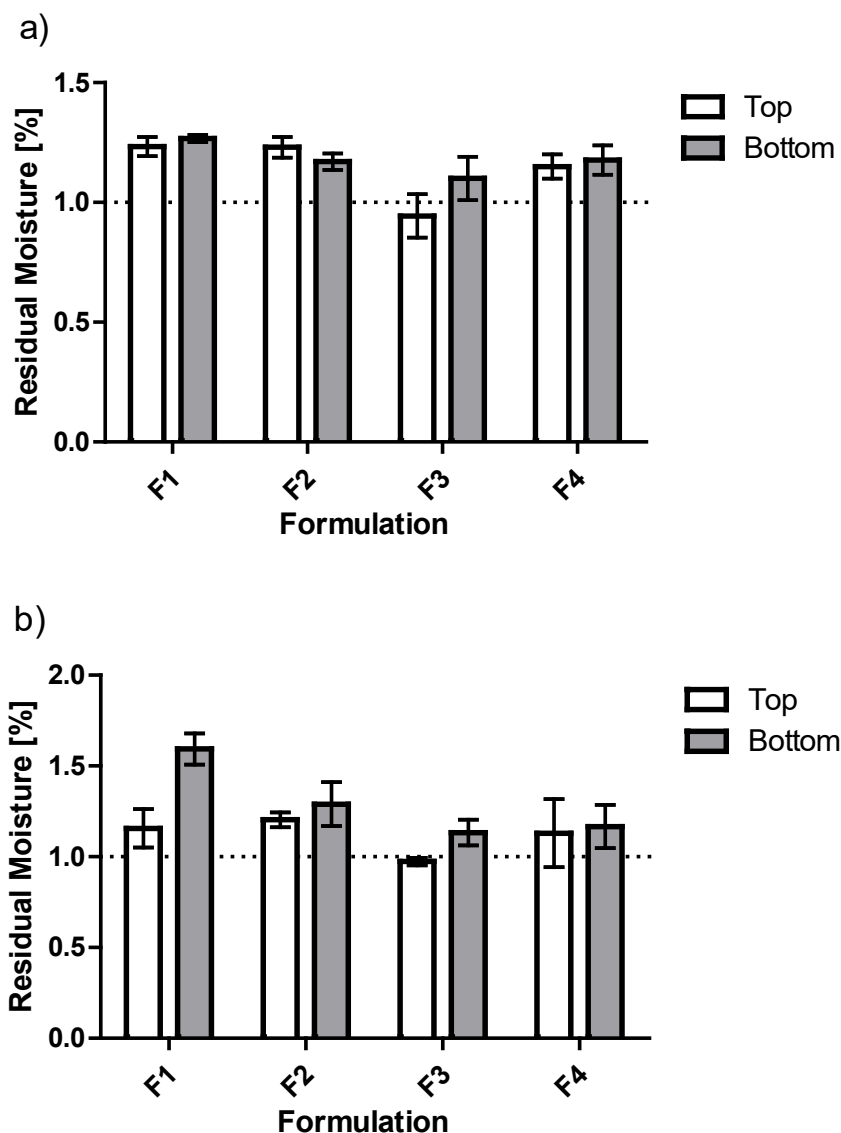 a)
Residual Moisture [%]
1.5
1.0
0.5
0.0
F1
F2
F3
F4
Formulation
Top
Bottom
b)
Residual Moisture [%]
2.0
1.5
1.0
0.5
0.0
F1
F2
F3
F4
Formulation
Top
Bottom